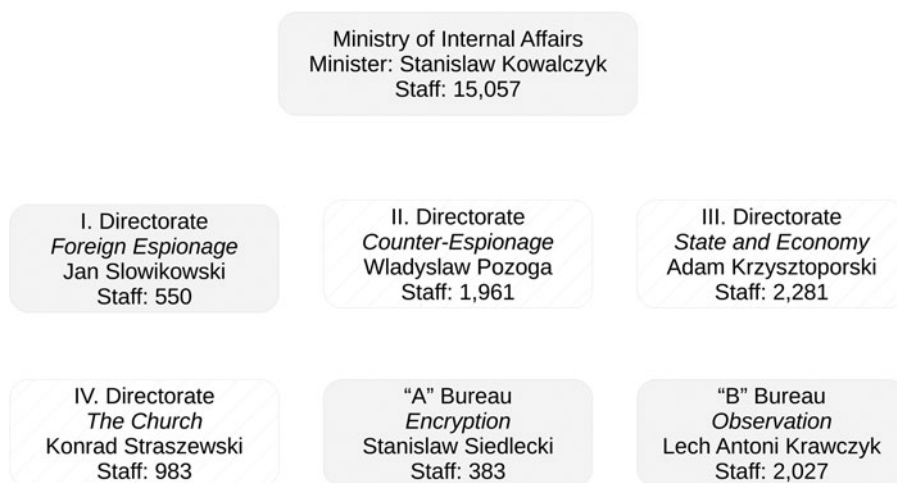 Ministry of Internal Affairs
Minister: Stanislaw Kowalczyk
Staff: 15,057
I. Directorate
Foreign Espionage
Jan Slowikowski
Staff: 550
II. Directorate
Counter-Espionage
Wladyslaw Pozoga
Staff: 1,961
III. Directorate
State and Economy
Adam Krzysztoporski
Staff: 2,281
IV. Directorate
The Church
Konrad Straszewski
Staff: 983
“A” Bureau
Encryption
Stanislaw Siedlecki
Staff: 383
“B” Bureau
Observation
Lech Antoni Krawczyk
Staff: 2,027